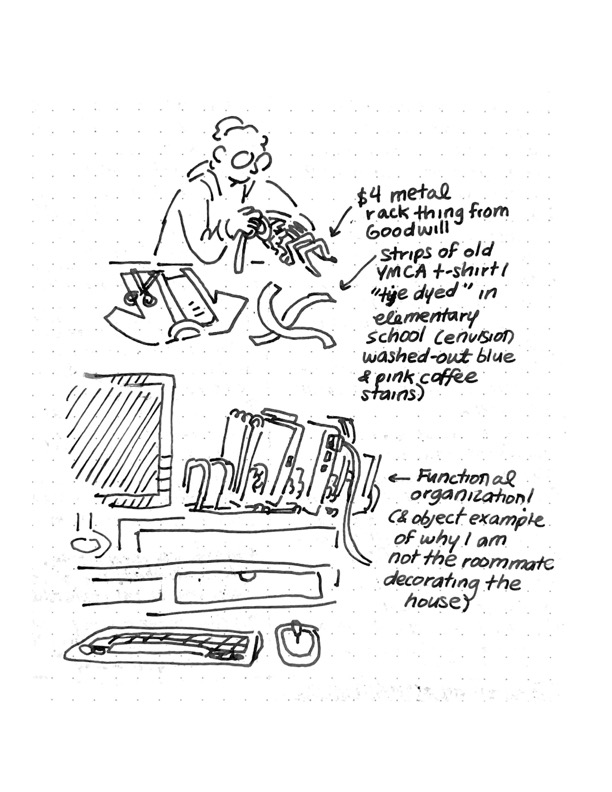 $4 metal
rack thing from
Goodwill
strips of old
YMCA t-shirt I
"tye dyed" in
elementary
school (envision
washed-out blue
& pink coffee
stains)
← Functional
organization!
(& object example
of why I am
not the roommate
decorating the
house)